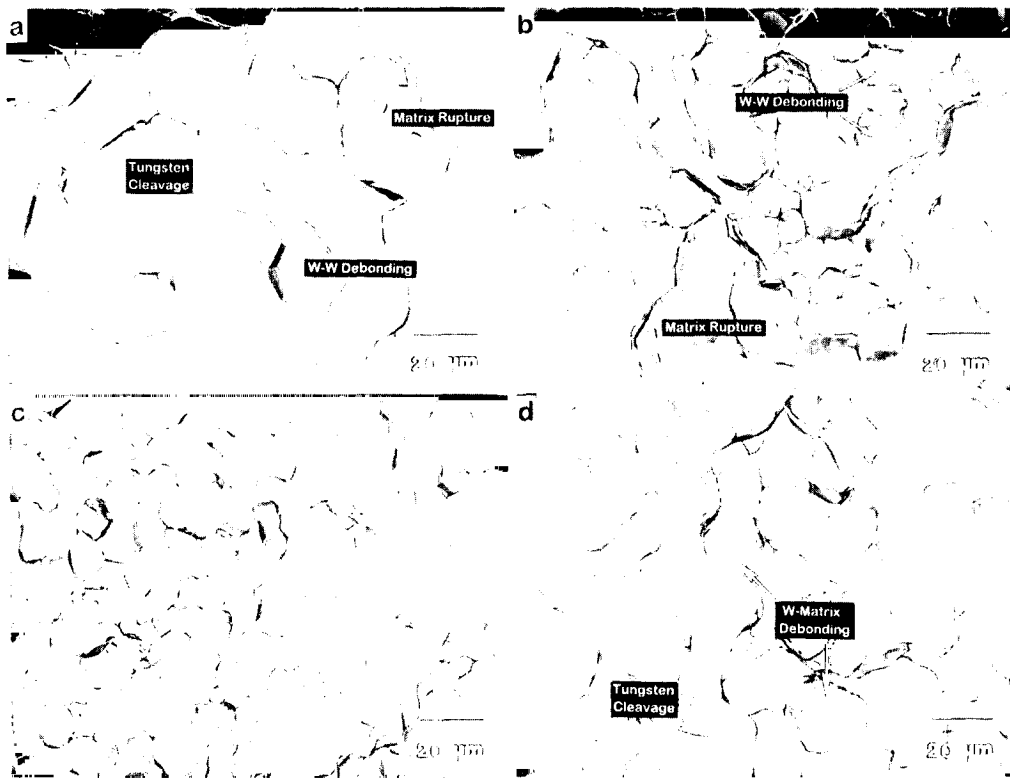 a
Matrix Rupture
Tungsten
Cleavage
W-W Debonding
20 µm
b
W-W Debonding
Matrix Rupture
20 µm
c
20 µm
d
W-Matrix
Debonding
Tungsten
Cleavage
20 µm